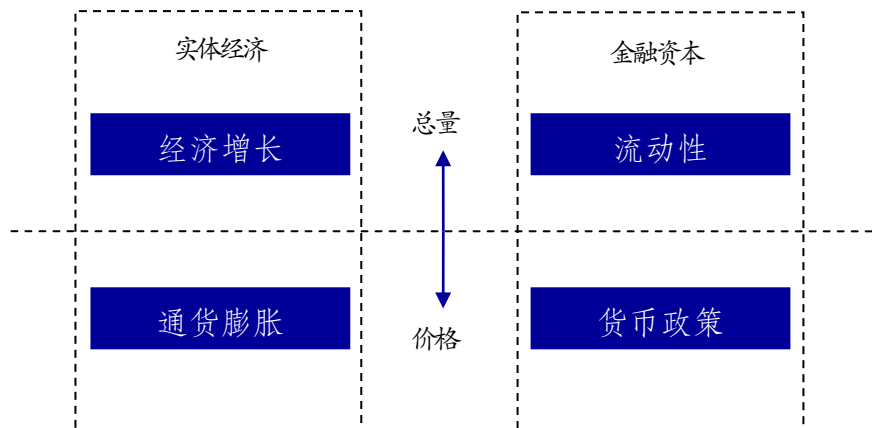 实体经济
金融资本
总量
经济增长
流动性
通货膨胀
货币政策
价格